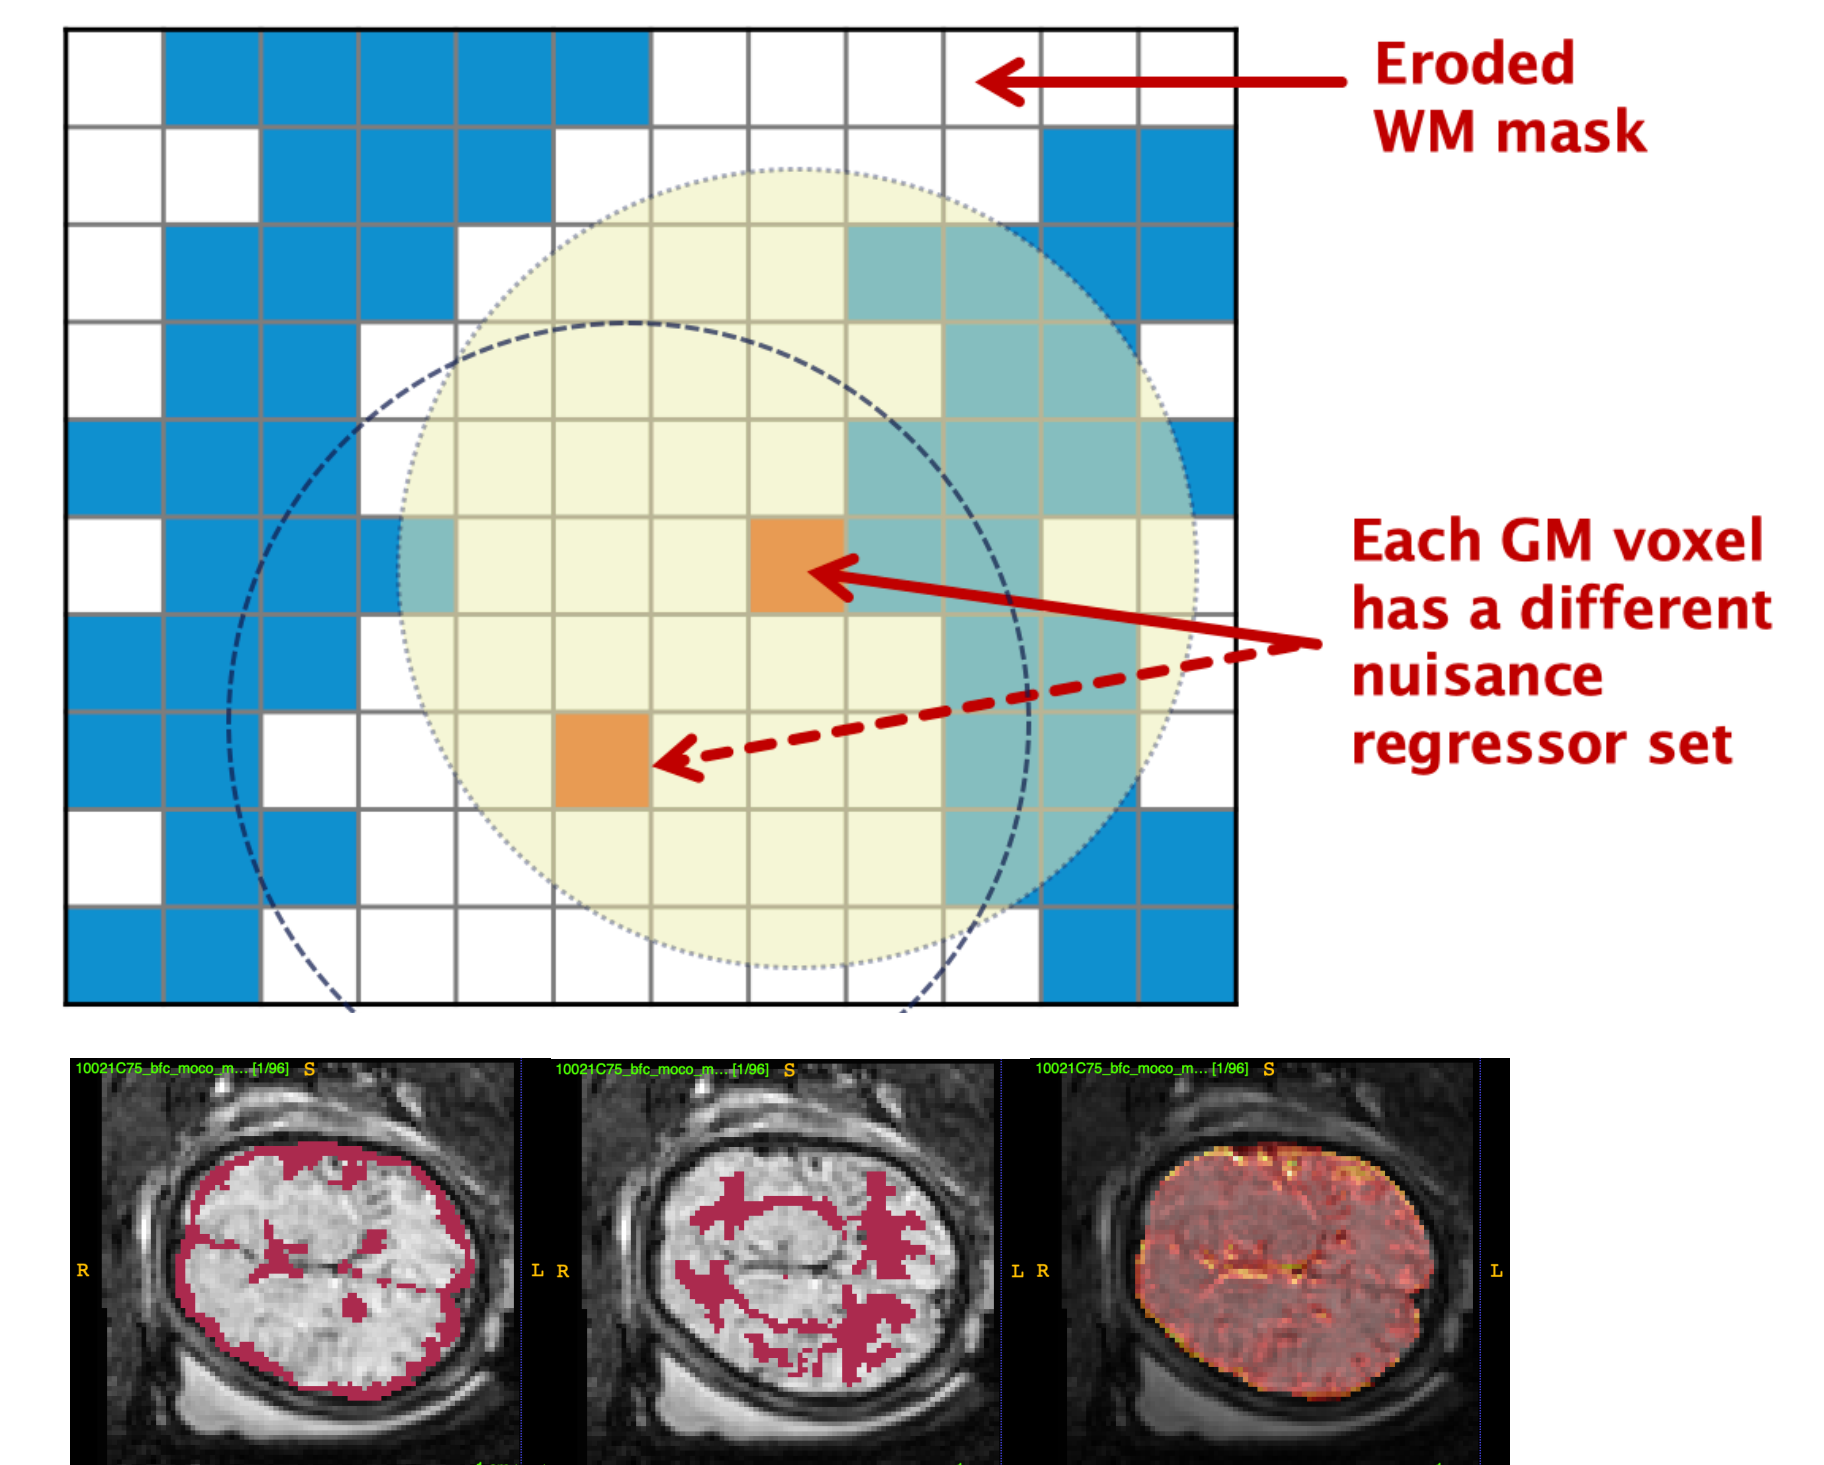 Eroded
WM mask
Each GM voxel
has a different
nuisance
regressor set
10021C75_bfc_moco_m... [1/96] S
10021C75_bfc_moco_m... [1/96] S
10021C75_bfc_moco_m... [1/96] S
R L
R L
R L